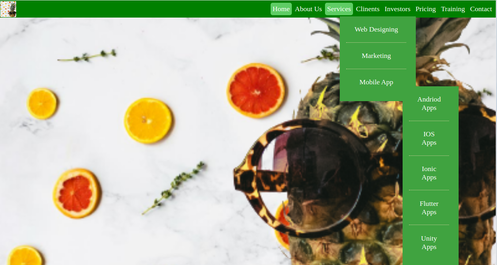 Home About Us Services Clinents Investors Pricing Training Contact
Web Designing
Marketing
Mobile App
Andriod
Apps
IOS
Apps
Ionic
Apps
Flutter
Apps
Unity
Apps